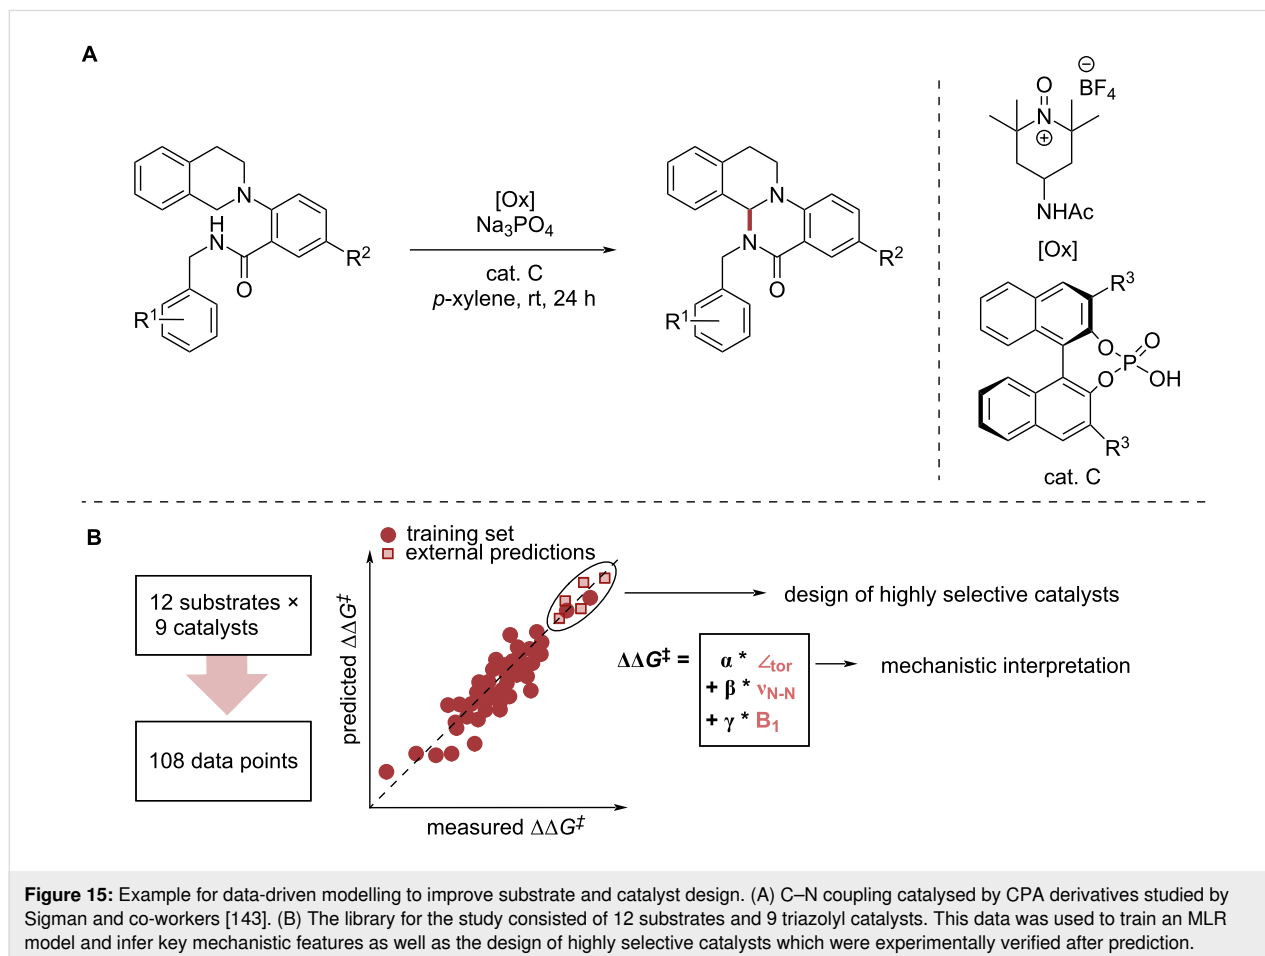 A
H
N
N
O
R1
R2
[Ox]
Na3PO4
cat. C
p-xylene, rt, 24 h
N
N
O
R1
R2
⊖
BF4
O
N
⊕
NHAc
[Ox]
R3
O
O
P
O
OH
R3
cat. C
B
training set
external predictions
12 substrates ×
9 catalysts
108 data points
predicted ΔΔG‡
measured ΔΔG‡
design of highly selective catalysts
ΔΔG‡ =
α * ∠tor
+ β * νN-N
+ γ * B1
mechanistic interpretation
Figure 15: Example for data-driven modelling to improve substrate and catalyst design. (A) C–N coupling catalysed by CPA derivatives studied by
Sigman and co-workers [143]. (B) The library for the study consisted of 12 substrates and 9 triazolyl catalysts. This data was used to train an MLR
model and infer key mechanistic features as well as the design of highly selective catalysts which were experimentally verified after prediction.